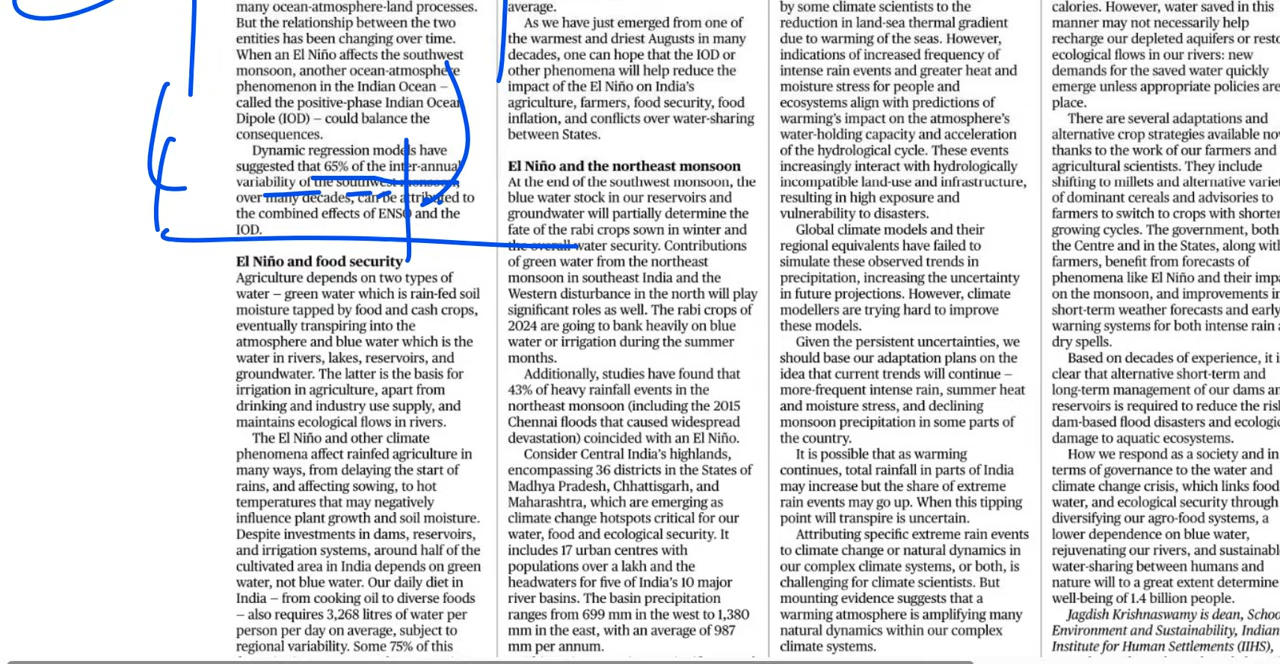 many ocean-atmosphere-land processes.
But the relationship between the two
entities has been changing over time.
When an El Niño affects the southwest
monsoon, another ocean-atmosphere
phenomenon in the Indian Ocean –
called the positive-phase Indian Ocean
Dipole (IOD) – could balance the
consequences.
Dynamic regression models have
suggested that 65% of the inter-annual
variability of the southwest monsoon,
over many decades, can be attributed to
the combined effects of ENSO and the
IOD.
El Niño and food security
Agriculture depends on two types of
water – green water which is rain-fed soil
moisture tapped by food and cash crops,
eventually transpiring into the
atmosphere and blue water which is the
water in rivers, lakes, reservoirs, and
groundwater. The latter is the basis for
irrigation in agriculture, apart from
drinking and industry use supply, and
maintains ecological flows in rivers.
The El Niño and other climate
phenomena affect rainfed agriculture in
many ways, from delaying the start of
rains, and affecting sowing, to hot
temperatures that may negatively
influence plant growth and soil moisture.
Despite investments in dams, reservoirs,
and irrigation systems, around half of the
cultivated area in India depends on green
water, not blue water. Our daily diet in
India – from cooking oil to diverse foods
– also requires 3,268 litres of water per
person per day on average, subject to
regional variability. Some 75% of this
average.
As we have just emerged from one of
the warmest and driest Augusts in many
decades, one can hope that the IOD or
other phenomena will help reduce the
impact of the El Niño on India's
agriculture, farmers, food security, food
inflation, and conflicts over water-sharing
between States.
El Niño and the northeast monsoon
At the end of the southwest monsoon, the
blue water stock in our reservoirs and
groundwater will partially determine the
fate of the rabi crops sown in winter and
the overall water security. Contributions
of green water from the northeast
monsoon in southeast India and the
Western disturbance in the north will play
significant roles as well. The rabi crops of
2024 are going to bank heavily on blue
water or irrigation during the summer
months.
Additionally, studies have found that
43% of heavy rainfall events in the
northeast monsoon (including the 2015
Chennai floods that caused widespread
devastation) coincided with an El Niño.
Consider Central India's highlands,
encompassing 36 districts in the States of
Madhya Pradesh, Chhattisgarh, and
Maharashtra, which are emerging as
climate change hotspots critical for our
water, food and ecological security. It
includes 17 urban centres with
populations over a lakh and the
headwaters for five of India's 10 major
river basins. The basin precipitation
ranges from 699 mm in the west to 1,380
mm in the east, with an average of 987
mm per annum.
by some climate scientists to the
reduction in land-sea thermal gradient
due to warming of the seas. However,
indications of increased frequency of
intense rain events and greater heat and
moisture stress for people and
ecosystems align with predictions of
warming's impact on the atmosphere's
water-holding capacity and acceleration
of the hydrological cycle. These events
increasingly interact with hydrologically
incompatible land-use and infrastructure,
resulting in high exposure and
vulnerability to disasters.
Global climate models and their
regional equivalents have failed to
simulate these observed trends in
precipitation, increasing the uncertainty
in future projections. However, climate
modellers are trying hard to improve
these models.
Given the persistent uncertainties, we
should base our adaptation plans on the
idea that current trends will continue –
more-frequent intense rain, summer heat
and moisture stress, and declining
monsoon precipitation in some parts of
the country.
It is possible that as warming
continues, total rainfall in parts of India
may increase but the share of extreme
rain events may go up. When this tipping
point will transpire is uncertain.
Attributing specific extreme rain events
to climate change or natural dynamics in
our complex climate systems, or both, is
challenging for climate scientists. But
mounting evidence suggests that a
warming atmosphere is amplifying many
natural dynamics within our complex
climate systems.
calories. However, water saved in this
manner may not necessarily help
recharge our depleted aquifers or resto
ecological flows in our rivers: new
demands for the saved water quickly
emerge unless appropriate policies are
place.
There are several adaptations and
alternative crop strategies available no
thanks to the work of our farmers and
agricultural scientists. They include
shifting to millets and alternative variet
of dominant cereals and advisories to
farmers to switch to crops with shorter
growing cycles. The government, both
the Centre and in the States, along with
farmers, benefit from forecasts of
phenomena like El Niño and their impa
on the monsoon, and improvements in
short-term weather forecasts and early
warning systems for both intense rain a
dry spells.
Based on decades of experience, it i
clear that alternative short-term and
long-term management of our dams an
reservoirs is required to reduce the risk
dam-based flood disasters and ecologic
damage to aquatic ecosystems.
How we respond as a society and in
terms of governance to the water and
climate change crisis, which links food
water, and ecological security through
diversifying our agro-food systems, a
lower dependence on blue water,
rejuvenating our rivers, and sustainabl
water-sharing between humans and
nature will to a great extent determine
well-being of 1.4 billion people.
Jagdish Krishnaswamy is dean, Schoo
Environment and Sustainability, Indian
Institute for Human Settlements (IIHS),